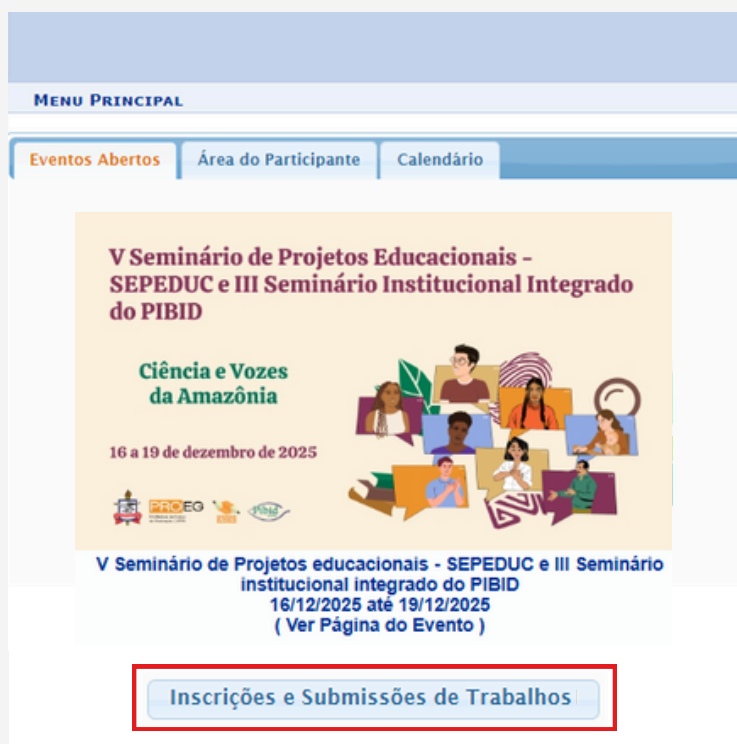 MENU PRINCIPAL
Eventos Abertos Área do Participante Calendário
V Seminário de Projetos Educacionais -
SEPEDUC e III Seminário Institucional Integrado
do PIBID
Ciência e Vozes
da Amazônia
16 a 19 de dezembro de 2025
PROEG
Pibid
V Seminário de Projetos educacionais - SEPEDUC e III Seminário
institucional integrado do PIBID
16/12/2025 até 19/12/2025
( Ver Página do Evento )
Inscrições e Submissões de Trabalhos